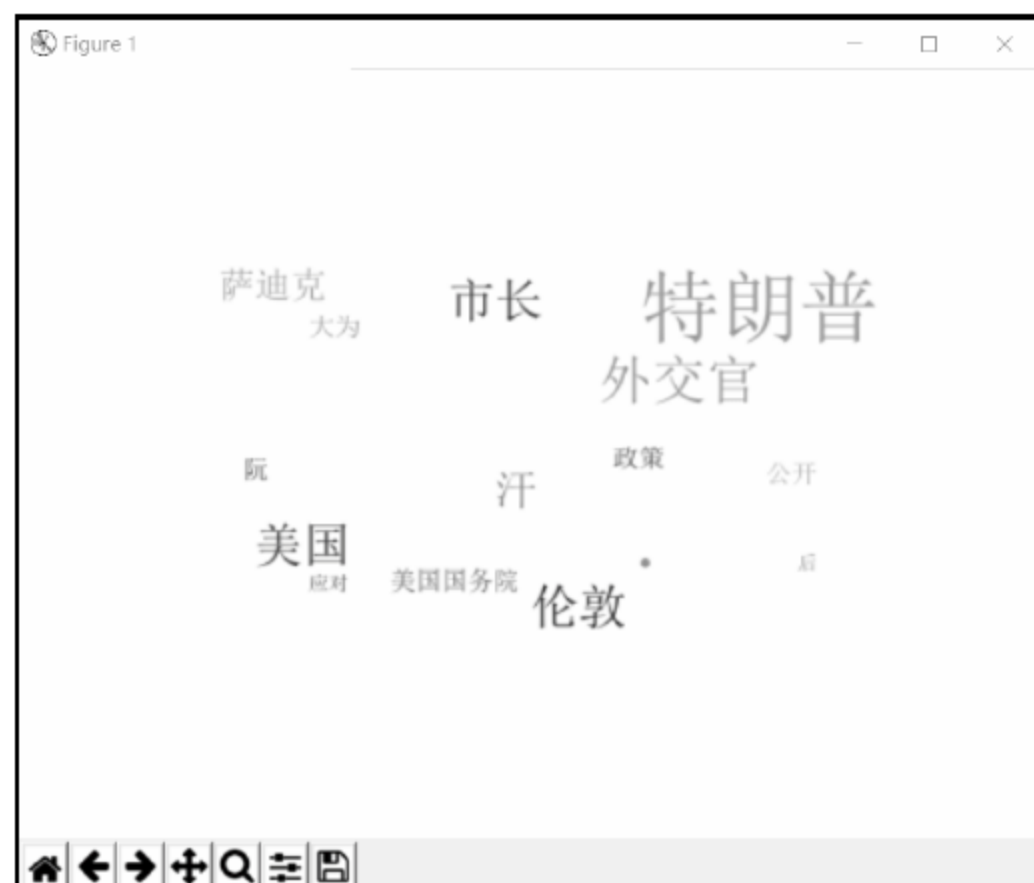 Figure 1
萨迪克
市长
特朗普
大为
外交官
阮
汗
政策
公开
美国
应对
美国国务院
伦敦
·
后